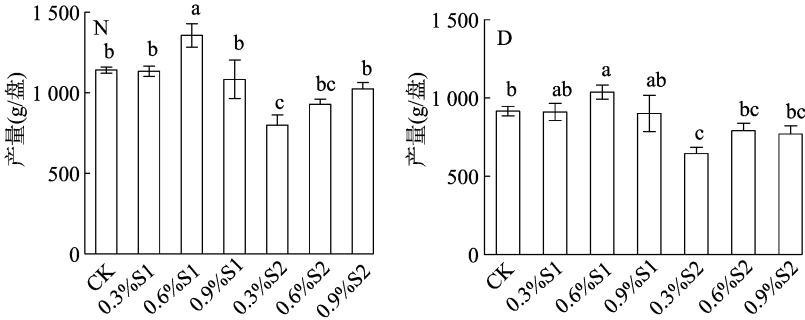 N
产量(g/盘)
1 500
1 000
500
0
b
b
a
b
c
bc
b
CK
0.3%S1
0.6%S1
0.9%S1
0.3%S2
0.6%S2
0.9%S2
D
产量(g/盘)
1 500
1 000
500
0
b
ab
a
ab
c
bc
bc
CK
0.3%S1
0.6%S1
0.9%S1
0.3%S2
0.6%S2
0.9%S2